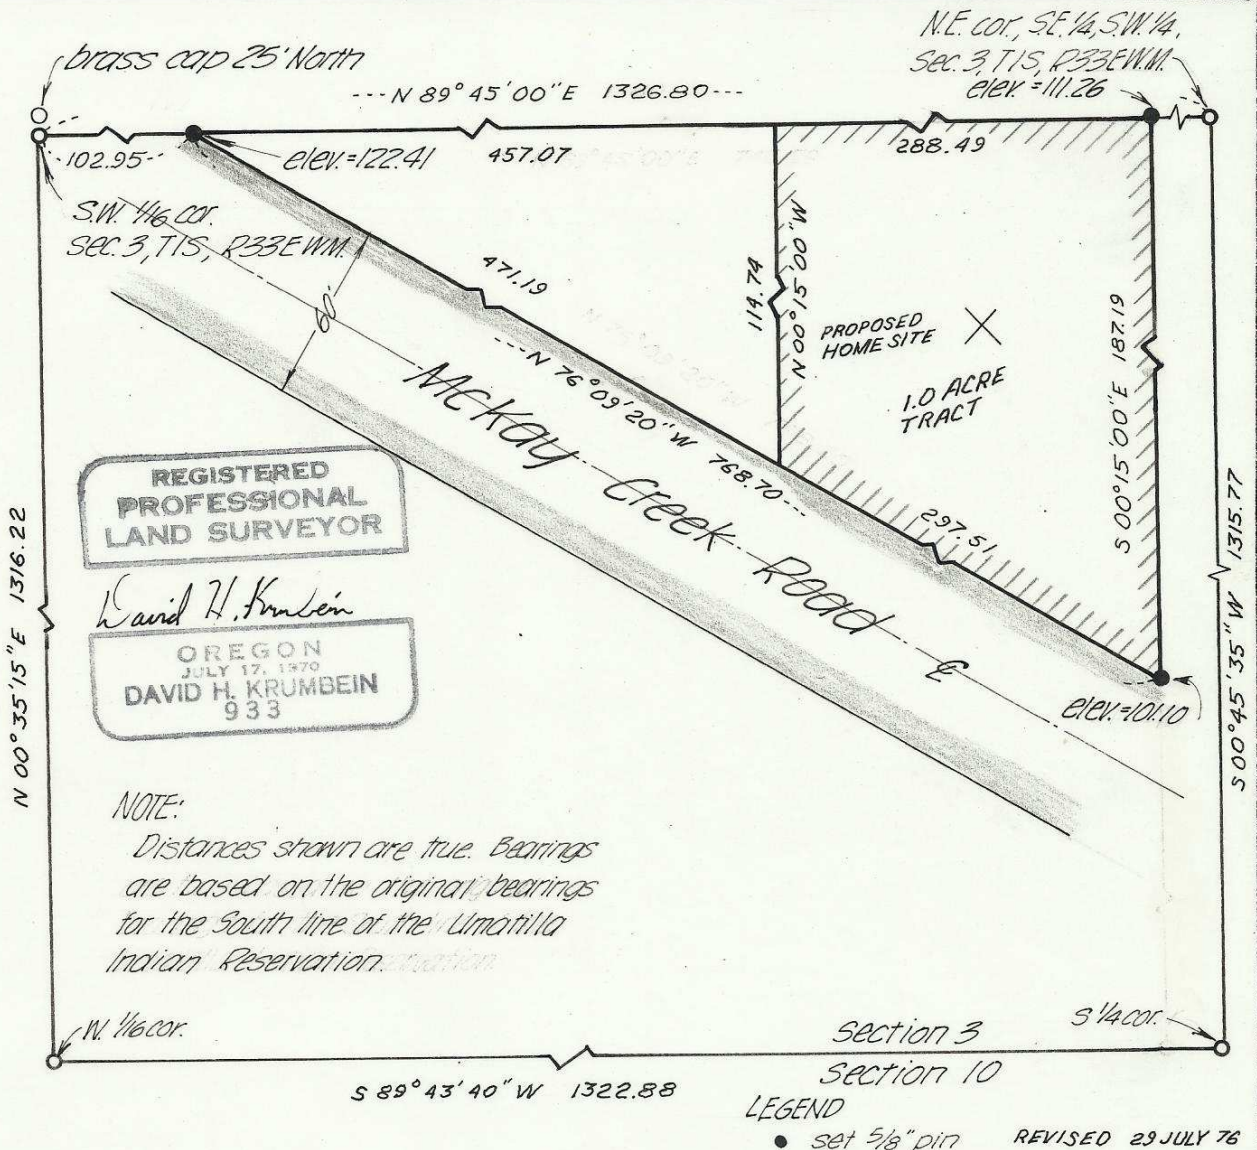 brass cap 25' North
N.E. cor., SE 1/4, S.W. 1/4,
Sec. 3, T1S, R33EWM.
elev. = 111.26
---N 89° 45' 00" E 1326.80---
102.95
elev. = 122.41
457.07
288.49
S.W. 1/16 cor.
Sec. 3, T1S, R33EWM.
60'
471.19
114.74
N 00° 15' 00" W
PROPOSED
HOME SITE
1.0 ACRE
TRACT
S 00° 15' 00" E 187.19
---N 76° 09' 20" W 768.70---
297.51
McKay Creek Road
℄
elev. = 101.10
N 00° 35' 15" E 1316.22
S 00° 45' 35" W 1315.77
REGISTERED
PROFESSIONAL
LAND SURVEYOR
David H. Krumbein
OREGON
JULY 17, 1970
DAVID H. KRUMBEIN
933
NOTE:
Distances shown are true. Bearings
are based on the original bearings
for the South line of the Umatilla
Indian Reservation.
W. 1/16 cor.
S 1/4 cor.
Section 3
Section 10
S 89° 43' 40" W 1322.88
LEGEND
● set 5/8" pin
REVISED 29 JULY 76